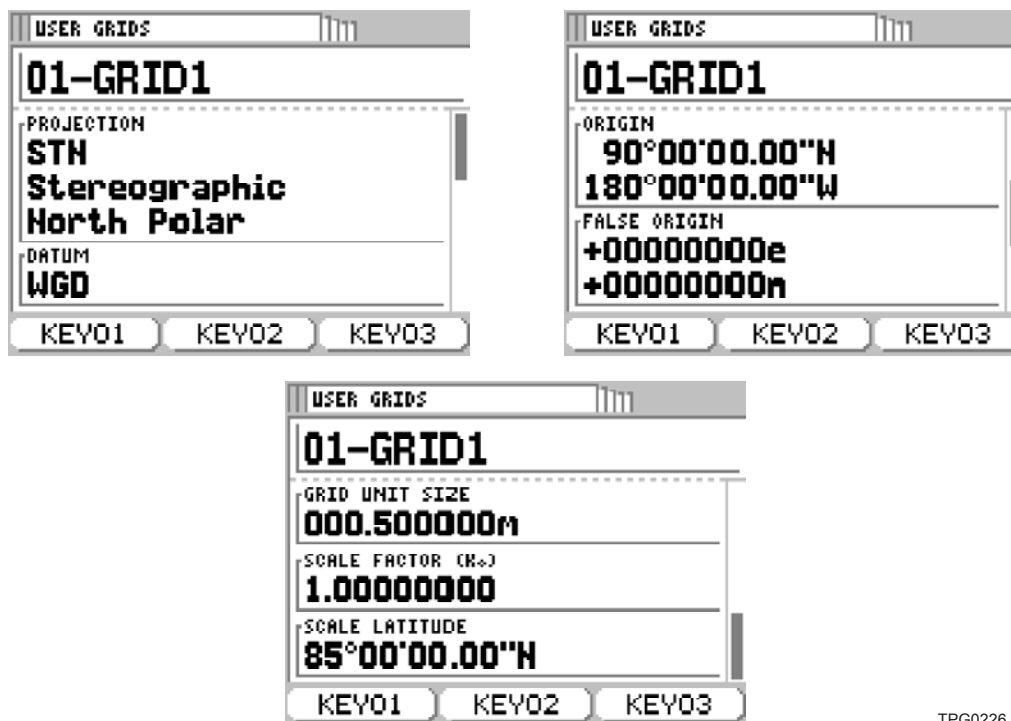 USER GRIDS
01-GRID1
PROJECTION
STN
Stereographic
North Polar
DATUM
WGD
KEY01 KEY02 KEY03
USER GRIDS
01-GRID1
ORIGIN
90°00'00.00"N
180°00'00.00"W
FALSE ORIGIN
+00000000e
+00000000n
KEY01 KEY02 KEY03
USER GRIDS
01-GRID1
GRID UNIT SIZE
000.500000m
SCALE FACTOR (K₀)
1.00000000
SCALE LATITUDE
85°00'00.00"N
KEY01 KEY02 KEY03
TPG0226